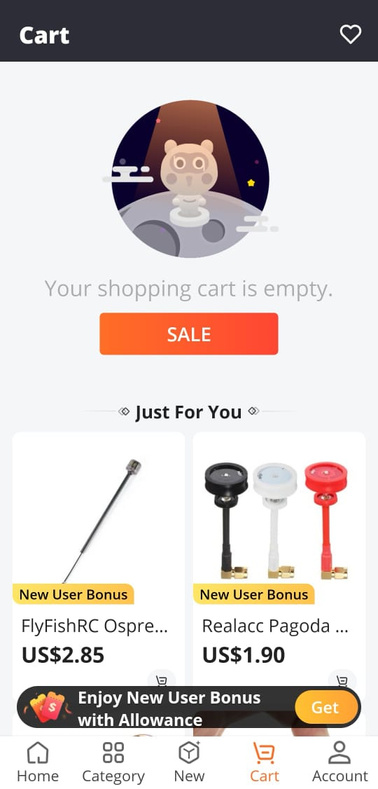 Cart
Your shopping cart is empty.
SALE
Just For You
New User Bonus
New User Bonus
FlyFishRC Ospre...
Realacc Pagoda ...
US$2.85
US$1.90
Enjoy New User Bonus
with Allowance
Get
Home
Category
New
Cart
Account